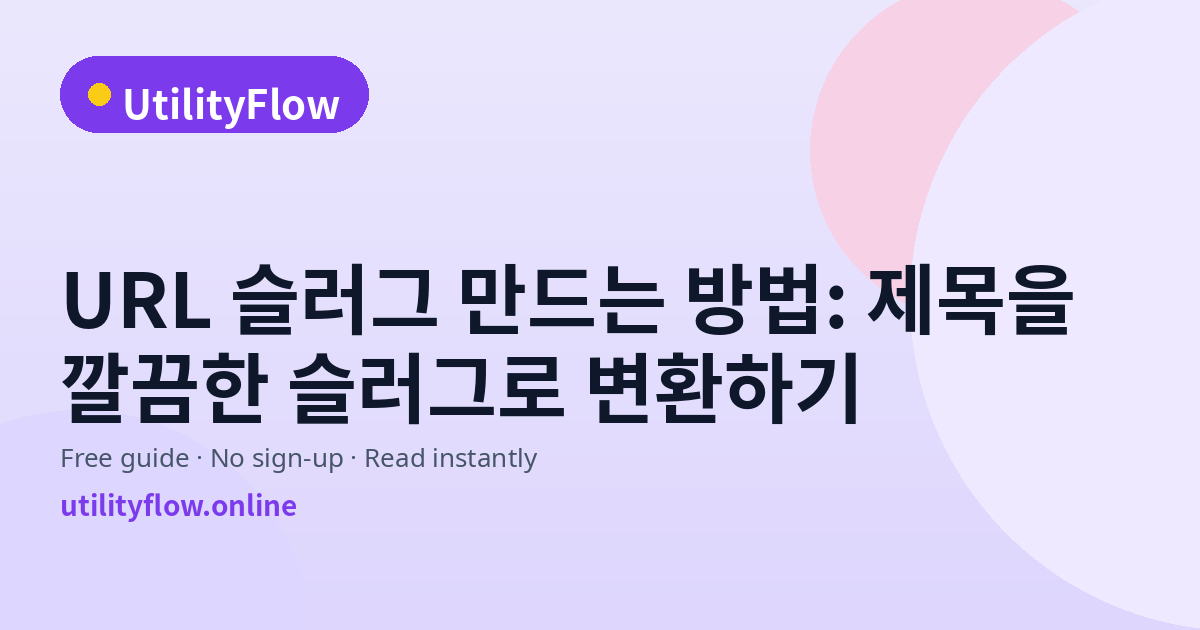 UtilityFlow
URL 슬러그 만드는 방법: 제목을
깔끔한 슬러그로 변환하기
Free guide · No sign-up · Read instantly
utilityflow.online